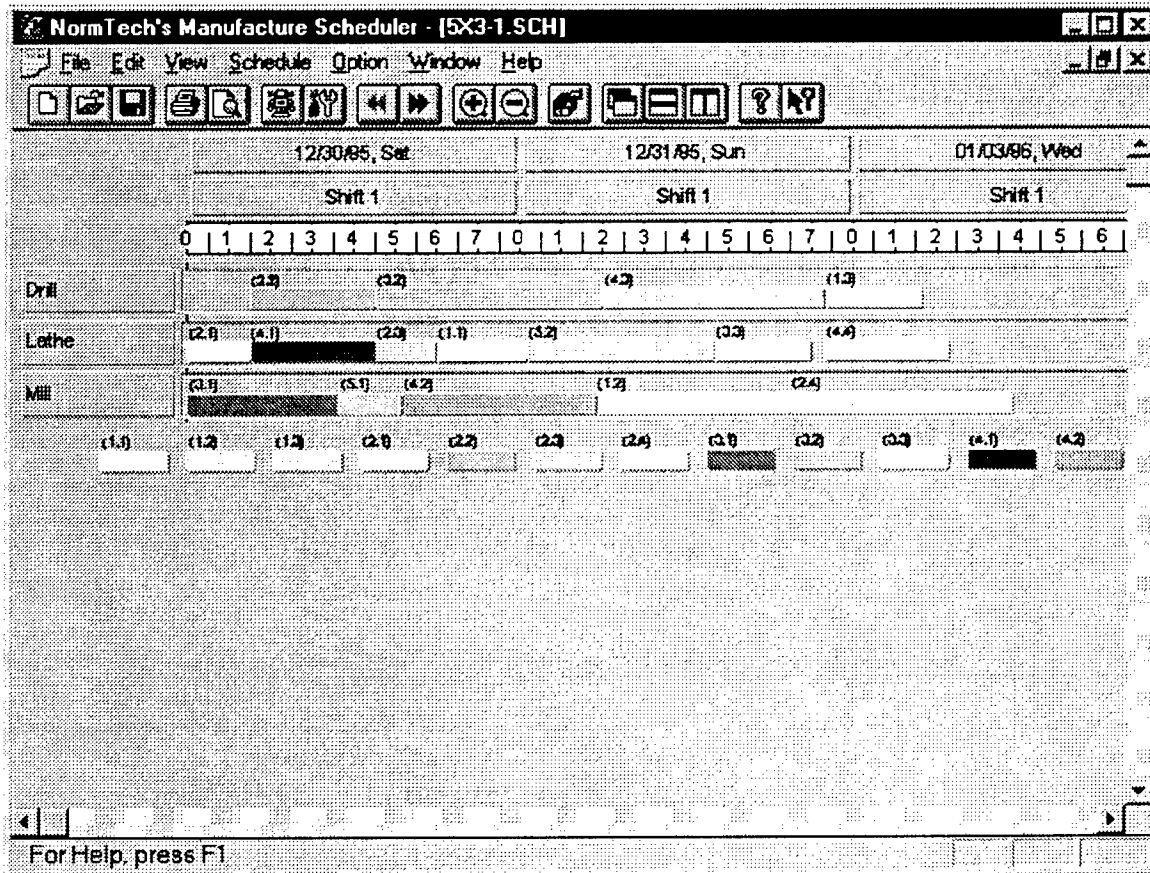 NormTech's Manufacture Scheduler - [5X3-1.SCH]
File Edit View Schedule Option Window Help
12/30/95, Sat 12/31/95, Sun 01/03/96, Wed
Shift 1 Shift 1 Shift 1
0 1 2 3 4 5 6 7 0 1 2 3 4 5 6 7 0 1 2 3 4 5 6
Drill (2.2) (3.2) (4.3) (1.3)
Lathe (2.1) (4.1) (2.3) (1.1) (5.2) (3.3) (4.4)
Mill (3.1) (5.1) (4.2) (1.2) (2.4)
(1.1) (1.2) (1.3) (2.1) (2.2) (2.3) (2.4) (3.1) (3.2) (3.3) (4.1) (4.2)
For Help, press F1